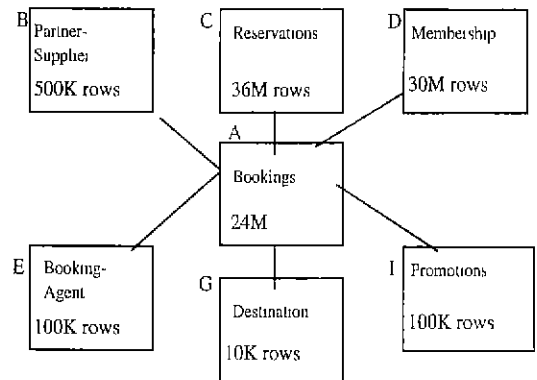 B
Partner-
Supplier
500K rows
C
Reservations
36M rows
D
Membership
30M rows
A
Bookings
24M
E
Booking-
Agent
100K rows
G
Destination
10K rows
I
Promotions
100K rows